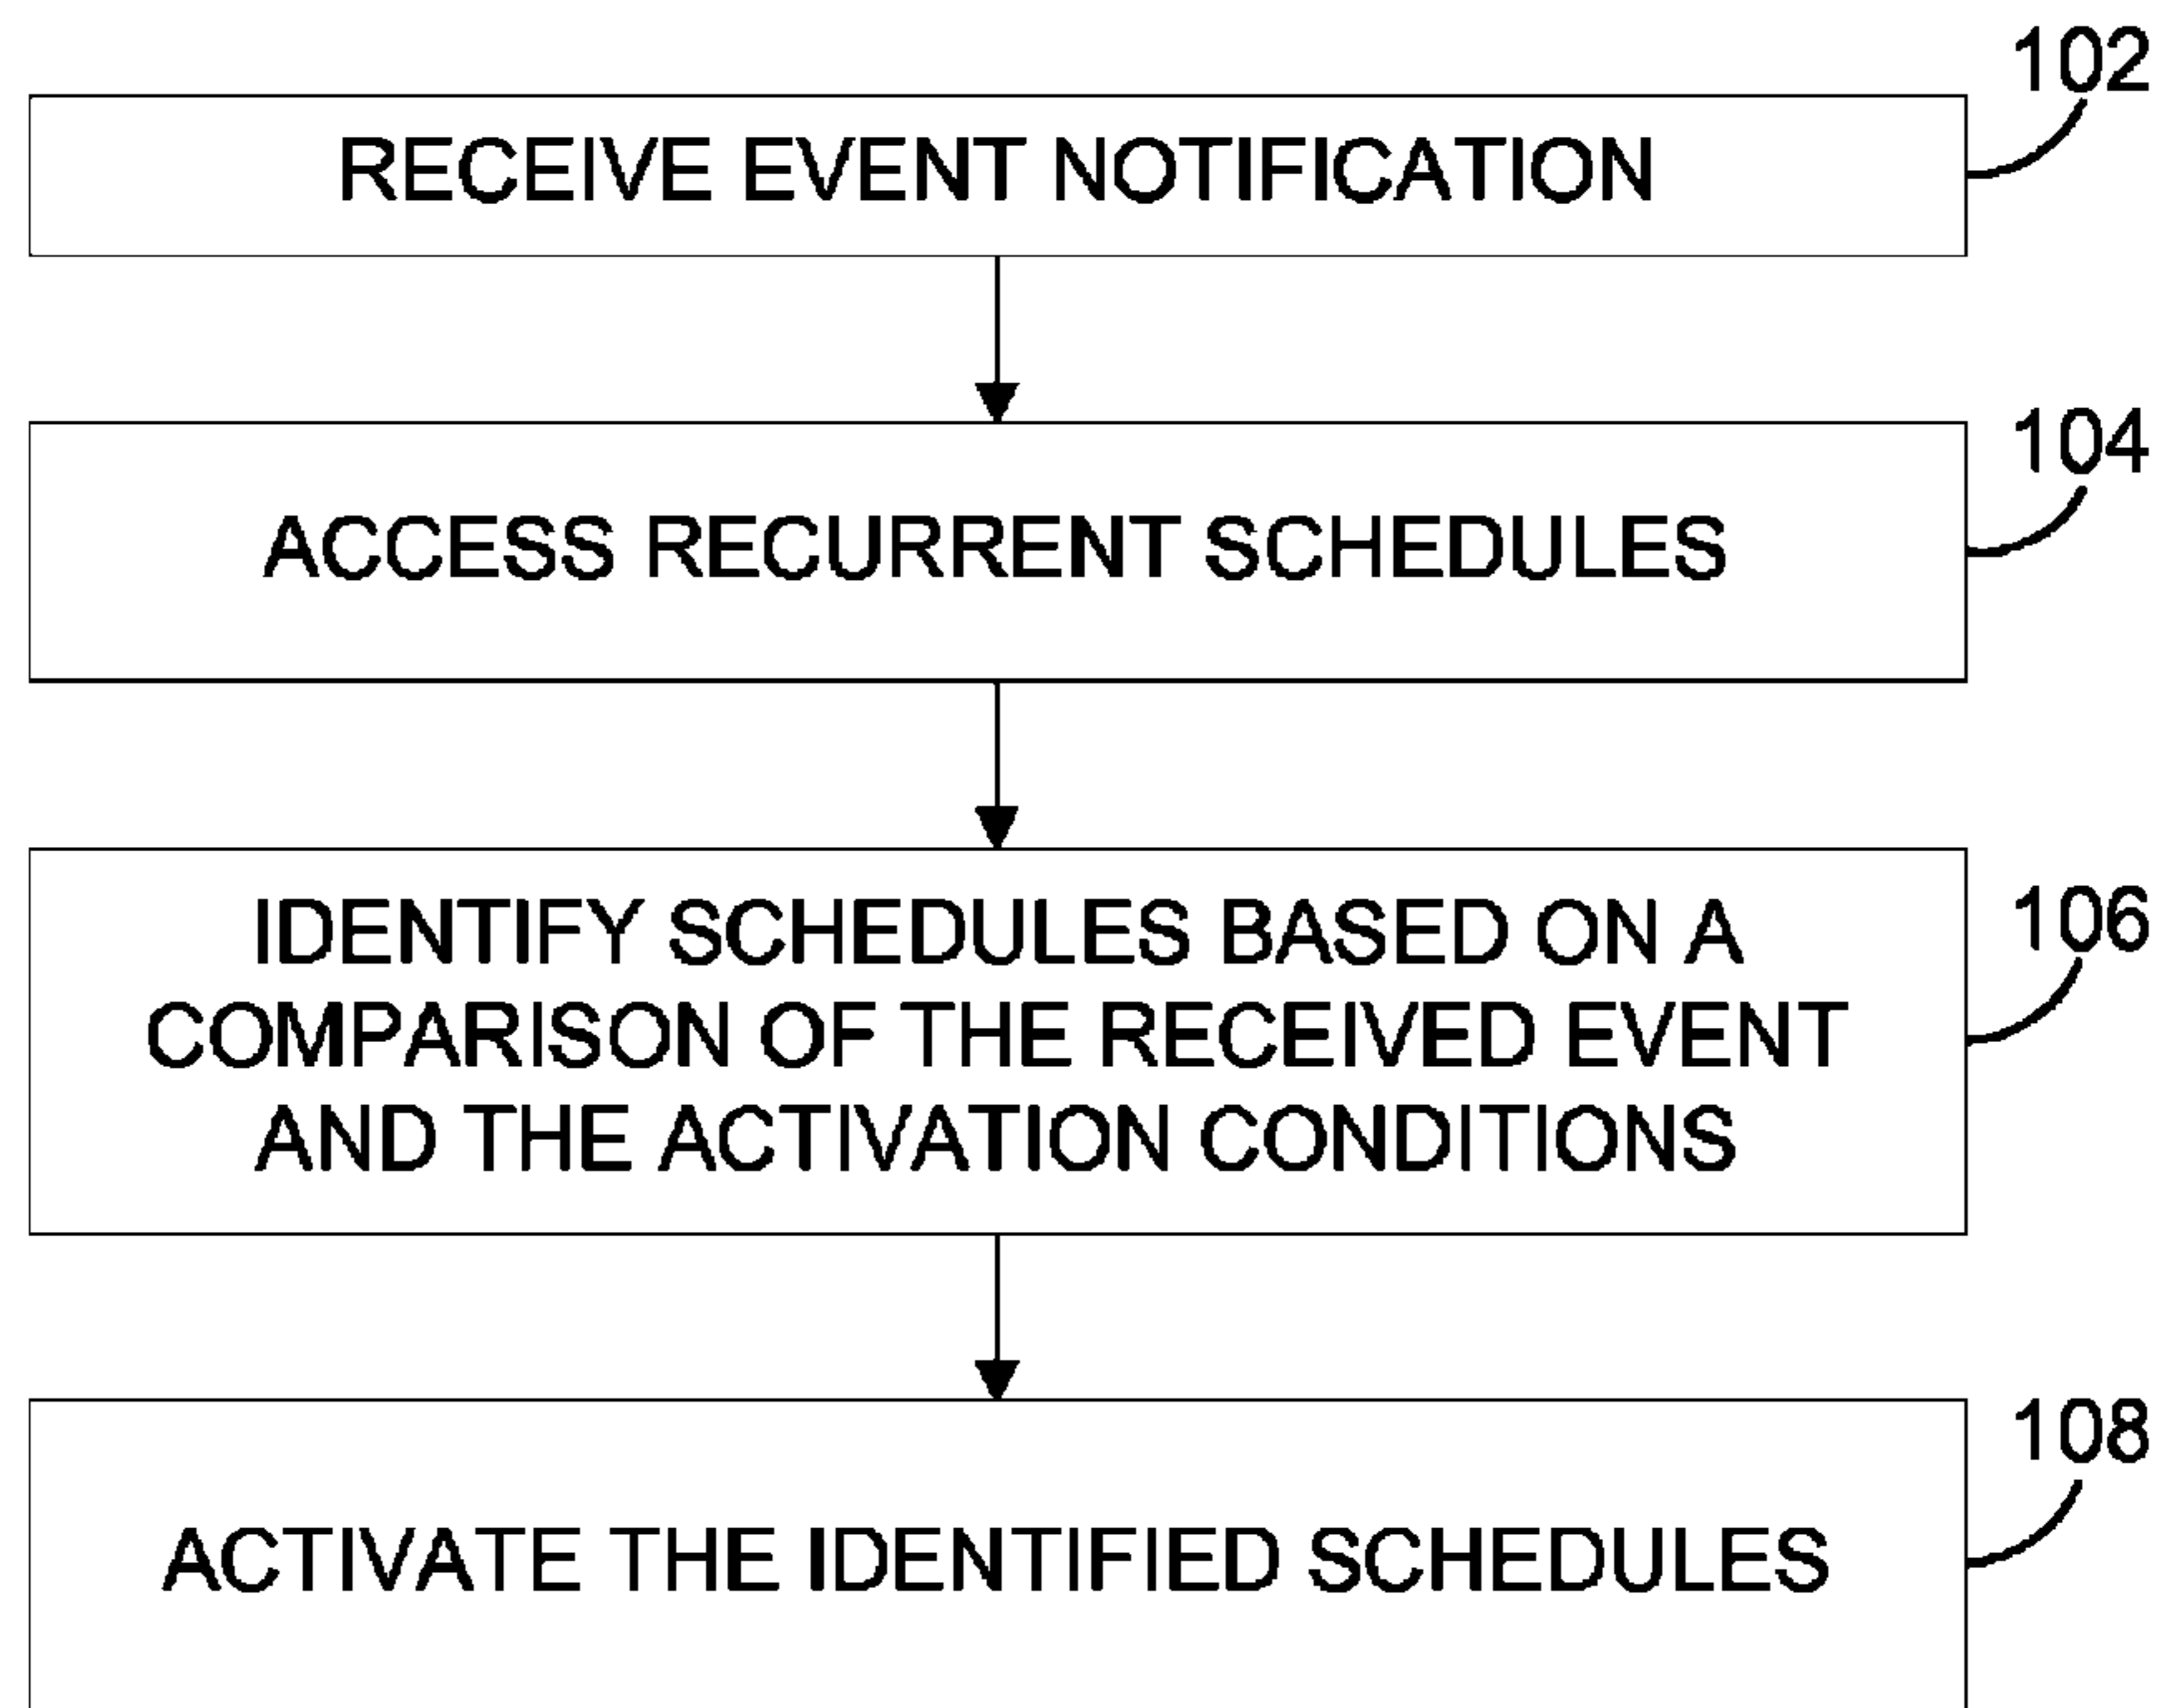 102
RECEIVE EVENT NOTIFICATION
104
ACCESS RECURRENT SCHEDULES
106
IDENTIFY SCHEDULES BASED ON A
COMPARISON OF THE RECEIVED EVENT
AND THE ACTIVATION CONDITIONS
108
ACTIVATE THE IDENTIFIED SCHEDULES